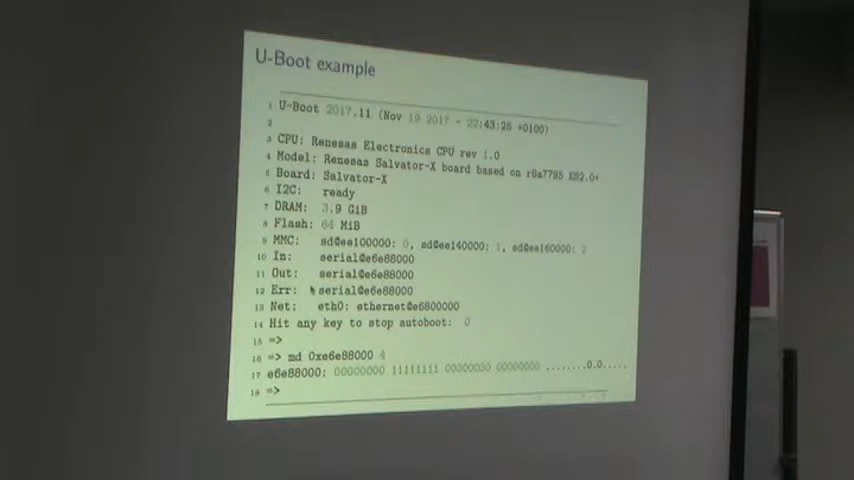 U-Boot example
1 U-Boot 2017.11 (Nov 19 2017 - 22:43:26 +0100)
2
3 CPU: Renesas Electronics CPU rev 1.0
4 Model: Renesas Salvator-X board based on r8a7795 ES2.0+
5 Board: Salvator-X
6 I2C: ready
7 DRAM: 3.9 GiB
8 Flash: 64 MiB
9 MMC: sd@ee100000: 0, sd@ee140000: 1, sd@ee160000: 2
10 In: serial@e6e88000
11 Out: serial@e6e88000
12 Err: serial@e6e88000
13 Net: eth0: ethernet@e6800000
14 Hit any key to stop autoboot: 0
15 =>
16 => md 0xe6e88000 4
17 e6e88000: 00000000 11111111 00300030 00000000 ........0.0.....
18 =>